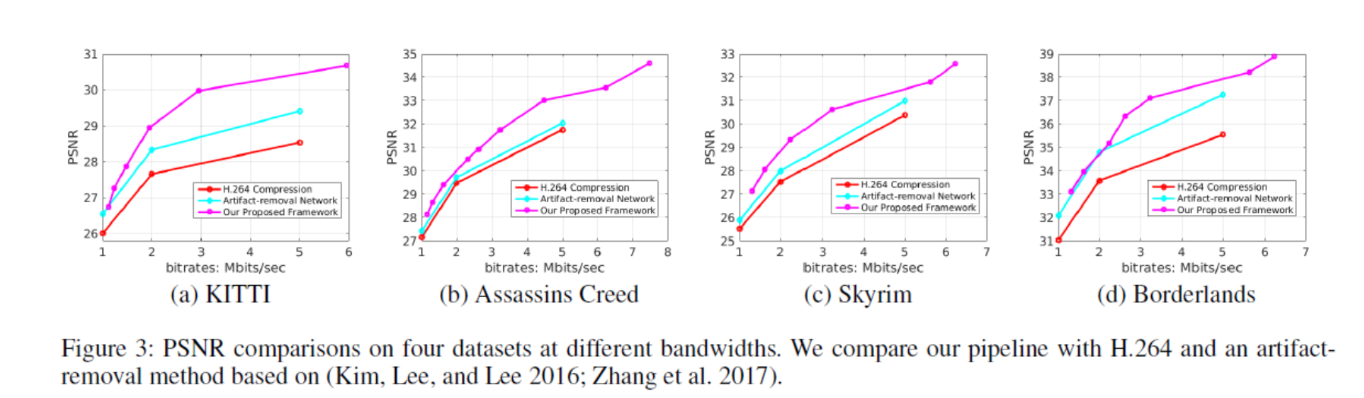 31
30
29
28
27
26
PSNR
1 2 3 4 5 6
bitrates: Mbits/sec
H.264 Compression
Artifact-removal Network
Our Proposed Framework
(a) KITTI
35
34
33
32
31
30
29
28
27
PSNR
1 2 3 4 5 6 7 8
bitrates: Mbits/sec
H.264 Compression
Artifact-removal Network
Our Proposed Framework
(b) Assassins Creed
33
32
31
30
29
28
27
26
25
PSNR
1 2 3 4 5 6 7
bitrates: Mbits/sec
H.264 Compression
Artifact-removal Network
Our Proposed Framework
(c) Skyrim
39
38
37
36
35
34
33
32
31
PSNR
1 2 3 4 5 6 7
bitrates: Mbits/sec
H.264 Compression
Artifact-removal Network
Our Proposed Framework
(d) Borderlands
Figure 3: PSNR comparisons on four datasets at different bandwidths. We compare our pipeline with H.264 and an artifact-
removal method based on (Kim, Lee, and Lee 2016; Zhang et al. 2017).